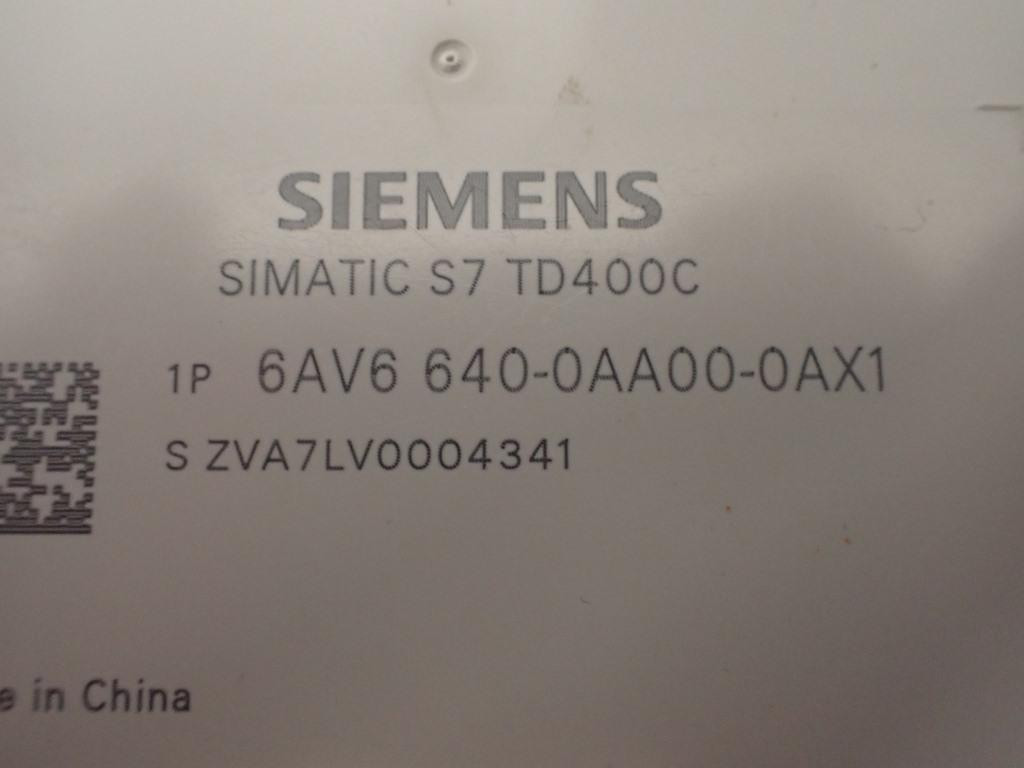 SIEMENS
SIMATIC S7 TD400C
1P 6AV6 640-0AA00-0AX1
S ZVA7LV0004341
e in China